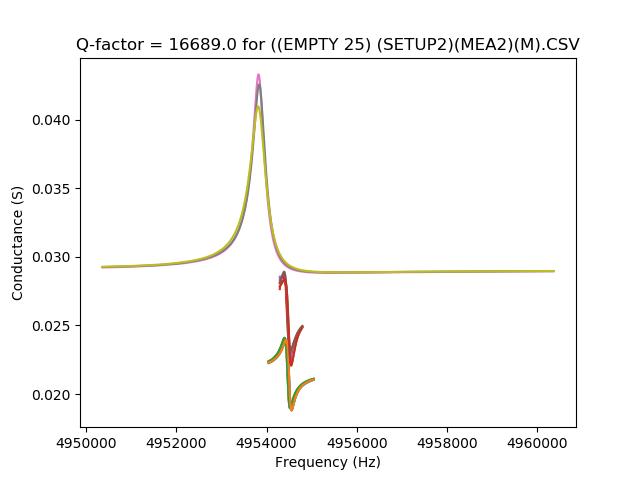 Q-factor = 16689.0 for ((EMPTY 25) (SETUP2)(MEA2)(M).CSV
0.040
0.035
0.030
0.025
0.020
Conductance (S)
4950000 4952000 4954000 4956000 4958000 4960000
Frequency (Hz)